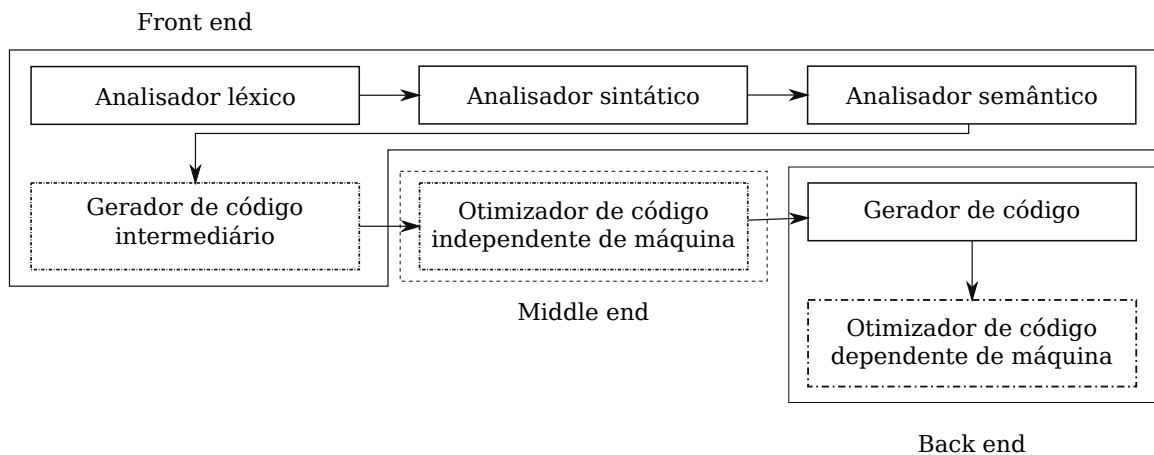 Front end
Analisador léxico
Analisador sintático
Analisador semântico
Gerador de código
intermediário
Otimizador de código
independente de máquina
Gerador de código
Middle end
Otimizador de código
dependente de máquina
Back end